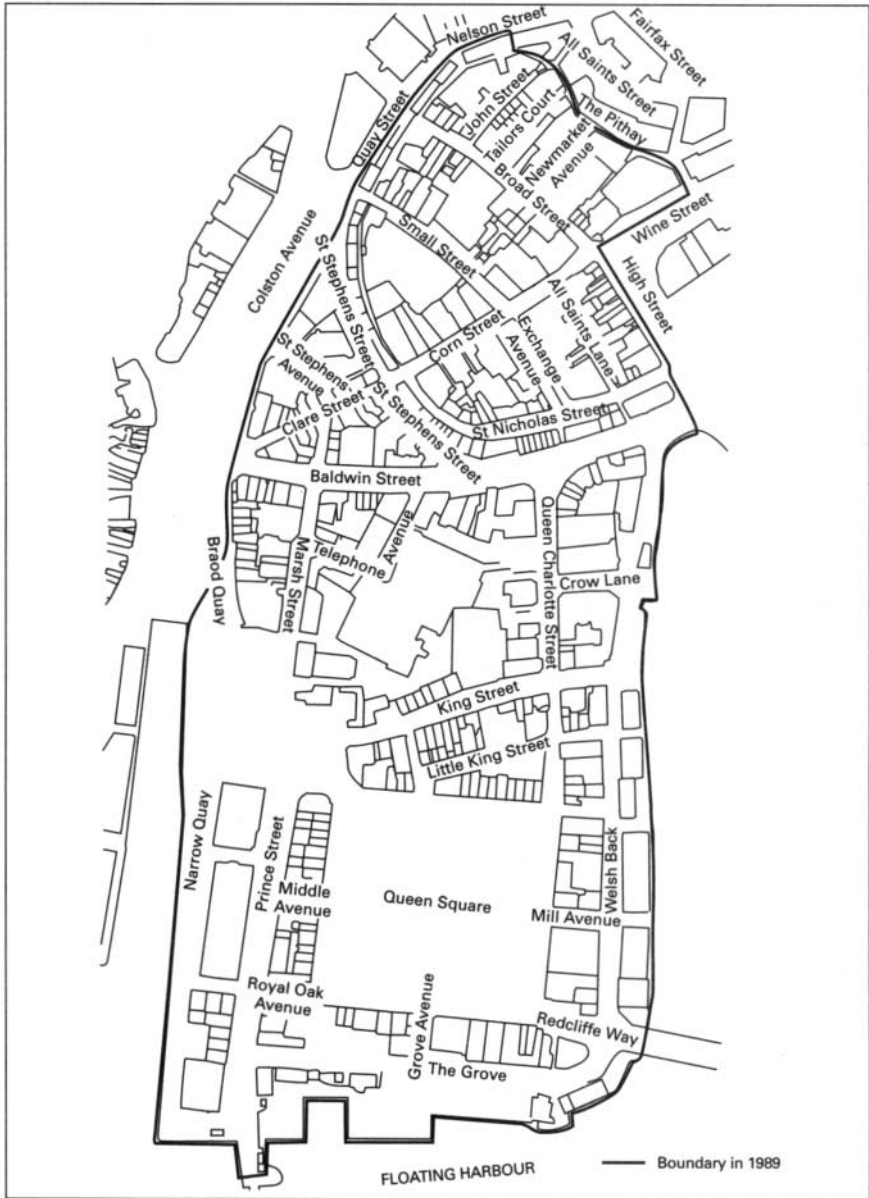 Nelson Street
Fairfax Street
All Saints Street
John Street
The Pithay
Quay Street
Tailors Court
Newmarket
Avenue
Broad Street
Wine Street
Small Street
Colston Avenue
High Street
St Stephens Street
All Saints Lane
Corn Street
Exchange
Avenue
St Stephens
Avenue
St Stephens Street
Clare Street
St Nicholas Street
Baldwin Street
Queen Charlotte Street
Marsh Street
Telephone
Avenue
Braod Quay
Crow Lane
King Street
Little King Street
Narrow Quay
Prince Street
Middle
Avenue
Queen Square
Welsh Back
Mill Avenue
Royal Oak
Avenue
Grove Avenue
Redcliffe Way
The Grove
FLOATING HARBOUR
Boundary in 1989